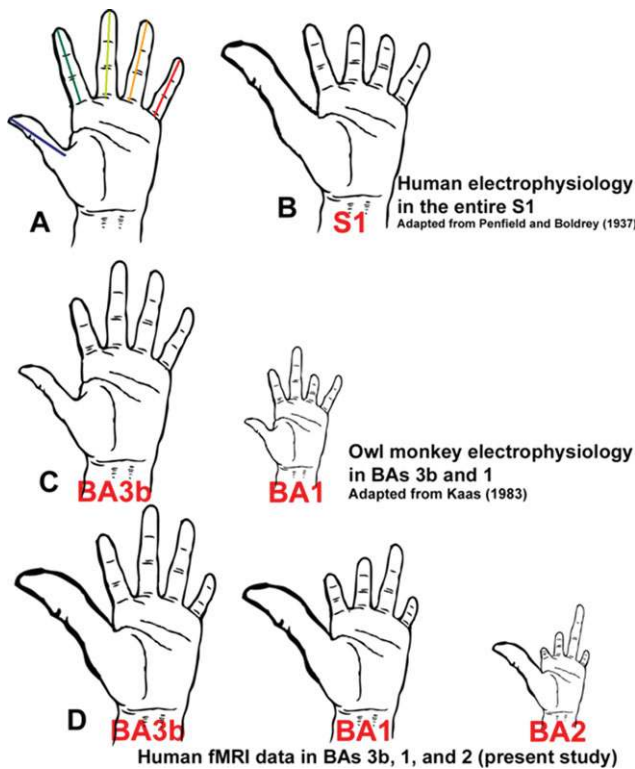 A
B
S1
Human electrophysiology
in the entire S1
Adapted from Penfield and Boldrey (1937)
C
BA3b
BA1
Owl monkey electrophysiology
in BAs 3b and 1
Adapted from Kaas (1983)
D
BA3b
BA1
BA2
Human fMRI data in BAs 3b, 1, and 2 (present study)